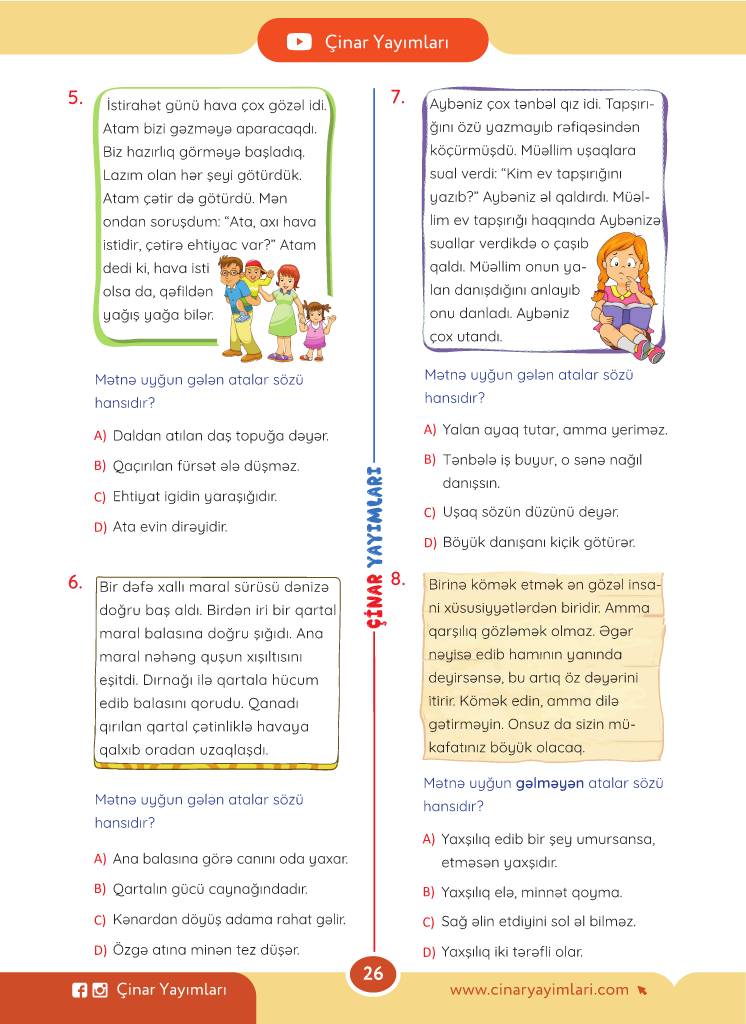 Çinar Yayımları
5.
İstirahət günü hava çox gözəl idi.
Atam bizi gəzməyə aparacaqdı.
Biz hazırlıq görməyə başladıq.
Lazım olan hər şeyi götürdük.
Atam çətir də götürdü. Mən
ondan soruşdum: “Ata, axı hava
istidir, çətirə ehtiyac var?” Atam
dedi ki, hava isti
olsa da, qəfildən
yağış yağa bilər.
Mətnə uyğun gələn atalar sözü
hansıdır?
A) Daldan atılan daş topuğa dəyər.
B) Qaçırılan fürsət ələ düşməz.
C) Ehtiyat igidin yaraşığıdır.
D) Ata evin dirəyidir.
6.
Bir dəfə xallı maral sürüsü dənizə
doğru baş aldı. Birdən iri bir qartal
maral balasına doğru şığıdı. Ana
maral nəhəng quşun xışıltısını
eşitdi. Dırnağı ilə qartala hücum
edib balasını qorudu. Qanadı
qırılan qartal çətinliklə havaya
qalxıb oradan uzaqlaşdı.
Mətnə uyğun gələn atalar sözü
hansıdır?
A) Ana balasına görə canını oda yaxar.
B) Qartalın gücü caynağındadır.
C) Kənardan döyüş adama rahat gəlir.
D) Özgə atına minən tez düşər.
ÇİNAR YAYIMLARI
7.
Aybəniz çox tənbəl qız idi. Tapşırı-
ğını özü yazmayıb rəfiqəsindən
köçürmüşdü. Müəllim uşaqlara
sual verdi: “Kim ev tapşırığını
yazıb?” Aybəniz əl qaldırdı. Müəl-
lim ev tapşırığı haqqında Aybənizə
suallar verdikdə o çaşıb
qaldı. Müəllim onun ya-
lan danışdığını anlayıb
onu danladı. Aybəniz
çox utandı.
Mətnə uyğun gələn atalar sözü
hansıdır?
A) Yalan ayaq tutar, amma yeriməz.
B) Tənbələ iş buyur, o sənə nağıl
danışsın.
C) Uşaq sözün düzünü deyər.
D) Böyük danışanı kiçik götürər.
8.
Birinə kömək etmək ən gözəl insa-
ni xüsusiyyətlərdən biridir. Amma
qarşılıq gözləmək olmaz. Əgər
nəyisə edib hamının yanında
deyirsənsə, bu artıq öz dəyərini
itirir. Kömək edin, amma dilə
gətirməyin. Onsuz da sizin mü-
kafatınız böyük olacaq.
Mətnə uyğun gəlməyən atalar sözü
hansıdır?
A) Yaxşılıq edib bir şey umursansa,
etməsən yaxşıdır.
B) Yaxşılıq elə, minnət qoyma.
C) Sağ əlin etdiyini sol əl bilməz.
D) Yaxşılıq iki tərəfli olar.
Çinar Yayımları
26
www.cinaryayimlari.com